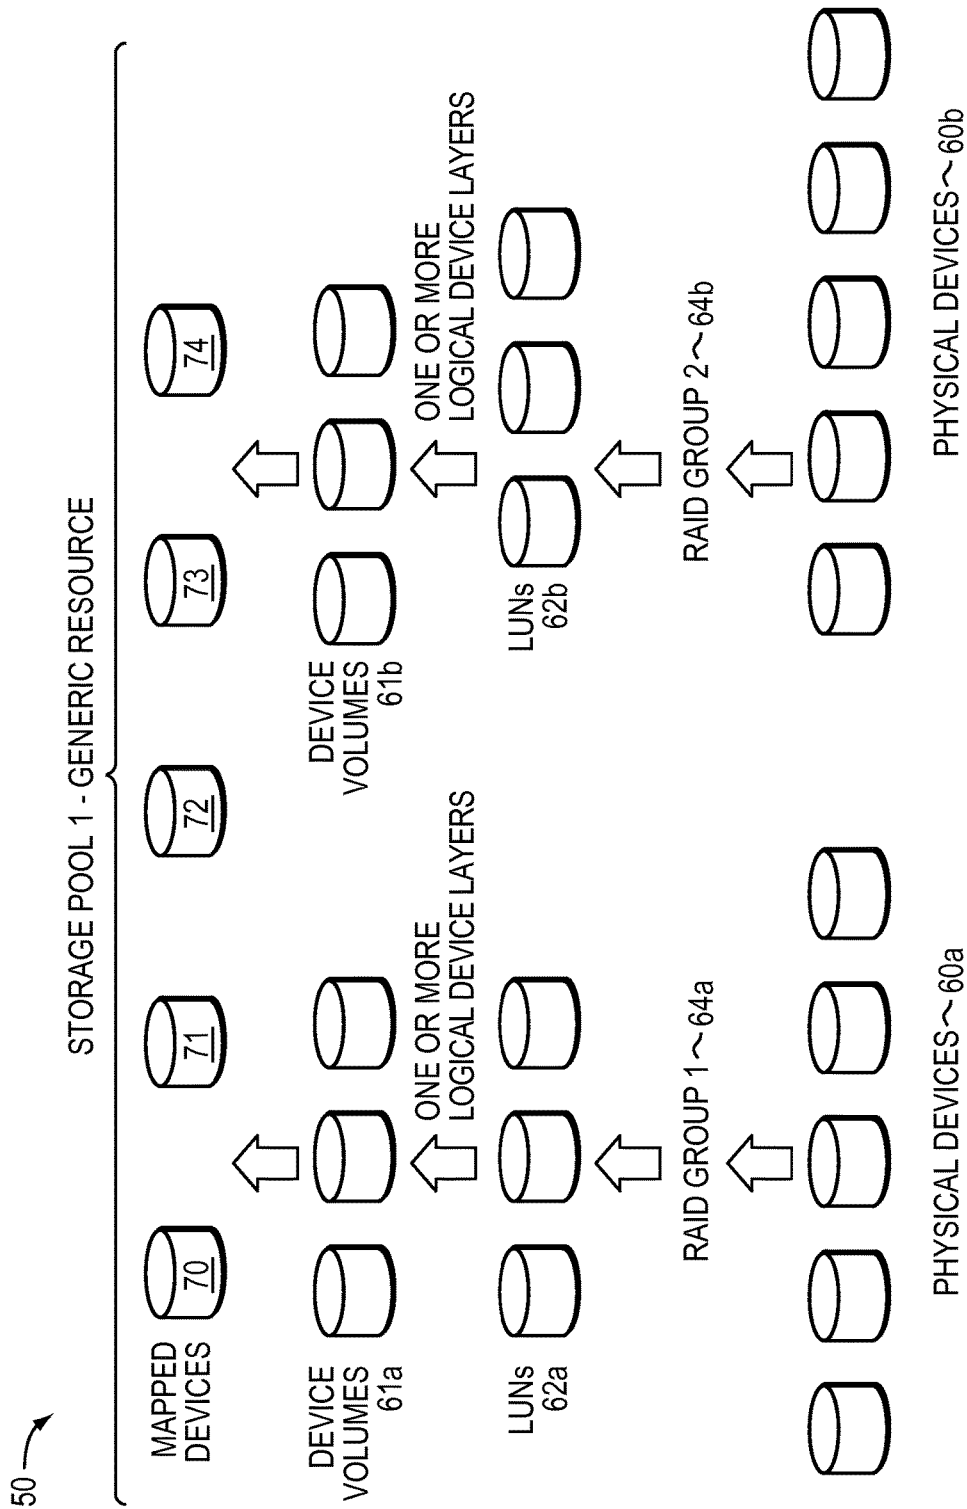 50
STORAGE POOL 1 - GENERIC RESOURCE
MAPPED
DEVICES
70
71
72
73
74
DEVICE
VOLUMES
61a
DEVICE
VOLUMES
61b
ONE OR MORE
LOGICAL DEVICE LAYERS
ONE OR MORE
LOGICAL DEVICE LAYERS
LUNs
62a
LUNs
62b
RAID GROUP 1~64a
RAID GROUP 2~64b
PHYSICAL DEVICES~60a
PHYSICAL DEVICES~60b